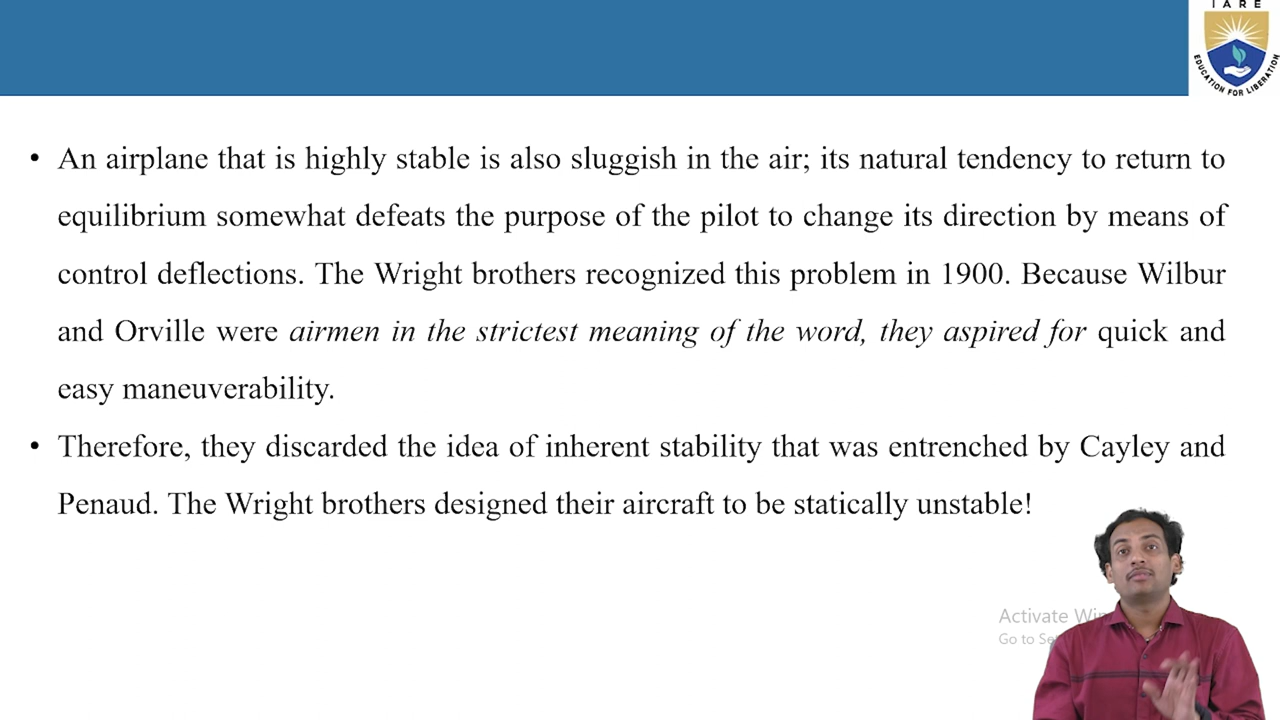 IARE
EDUCATION FOR LIBERATION
• An airplane that is highly stable is also sluggish in the air; its natural tendency to return to
equilibrium somewhat defeats the purpose of the pilot to change its direction by means of
control deflections. The Wright brothers recognized this problem in 1900. Because Wilbur
and Orville were airmen in the strictest meaning of the word, they aspired for quick and
easy maneuverability.
• Therefore, they discarded the idea of inherent stability that was entrenched by Cayley and
Penaud. The Wright brothers designed their aircraft to be statically unstable!
Activate
Go to